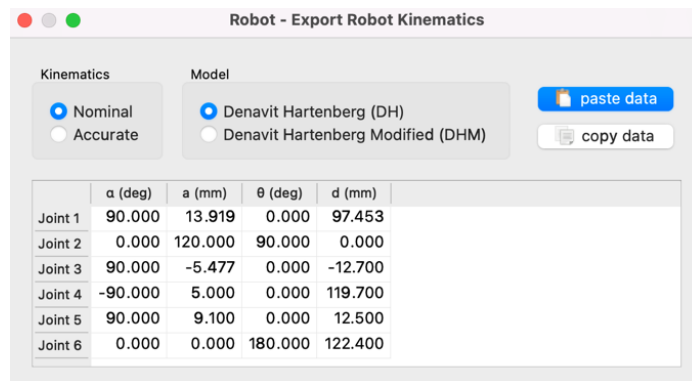 Robot - Export Robot Kinematics
Kinematics
Nominal
Accurate
Model
Denavit Hartenberg (DH)
Denavit Hartenberg Modified (DHM)
paste data
copy data
α (deg) a (mm) θ (deg) d (mm)
Joint 1 90.000 13.919 0.000 97.453
Joint 2 0.000 120.000 90.000 0.000
Joint 3 90.000 -5.477 0.000 -12.700
Joint 4 -90.000 5.000 0.000 119.700
Joint 5 90.000 9.100 0.000 12.500
Joint 6 0.000 0.000 180.000 122.400